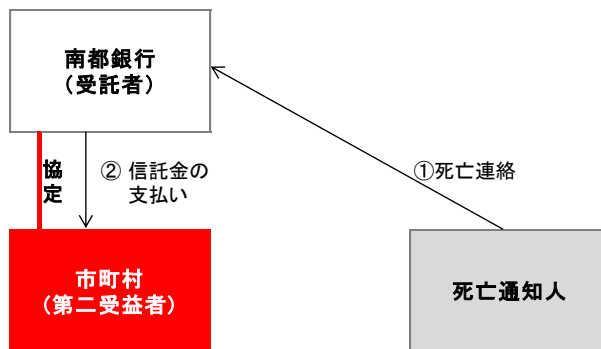 南都銀行
（受託者）
協
定
② 信託金の
支払い
①死亡連絡
市町村
（第二受益者）
死亡通知人